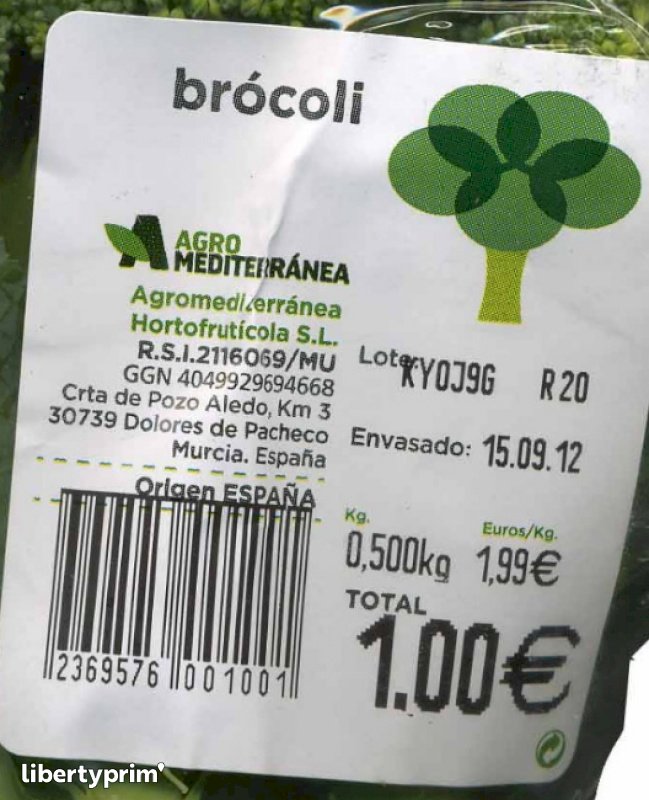 brócoli
AGRO
MEDITERRÁNEA
Agromediterránea
Hortofrutícola S.L.
R.S.I.2116069/MU
GGN 4049929694668
Crta de Pozo Aledo, Km 3
30739 Dolores de Pacheco
Murcia. España
Origen ESPAÑA
Lote: KY0J9G R 20
Envasado: 15.09.12
Kg. Euros/Kg.
0,500kg 1,99€
TOTAL
1.00€
2369576 001001
libertyprim'